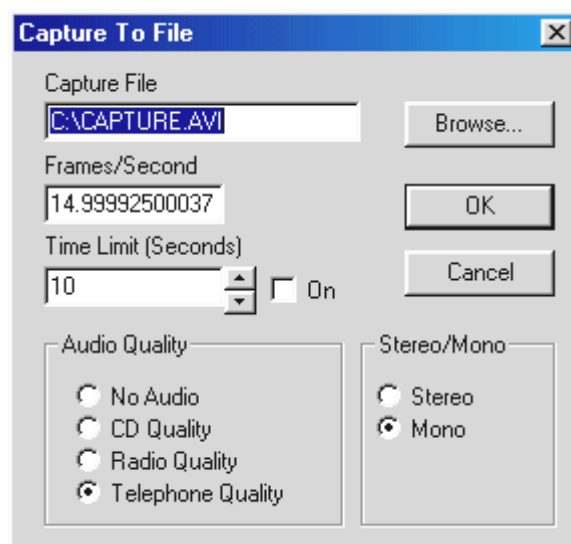 Capture To File
Capture File
C:\CAPTURE.AVI
Browse...
Frames/Second
14.99992500037
OK
Time Limit (Seconds)
10
On
Cancel
Audio Quality
No Audio
CD Quality
Radio Quality
Telephone Quality
Stereo/Mono
Stereo
Mono